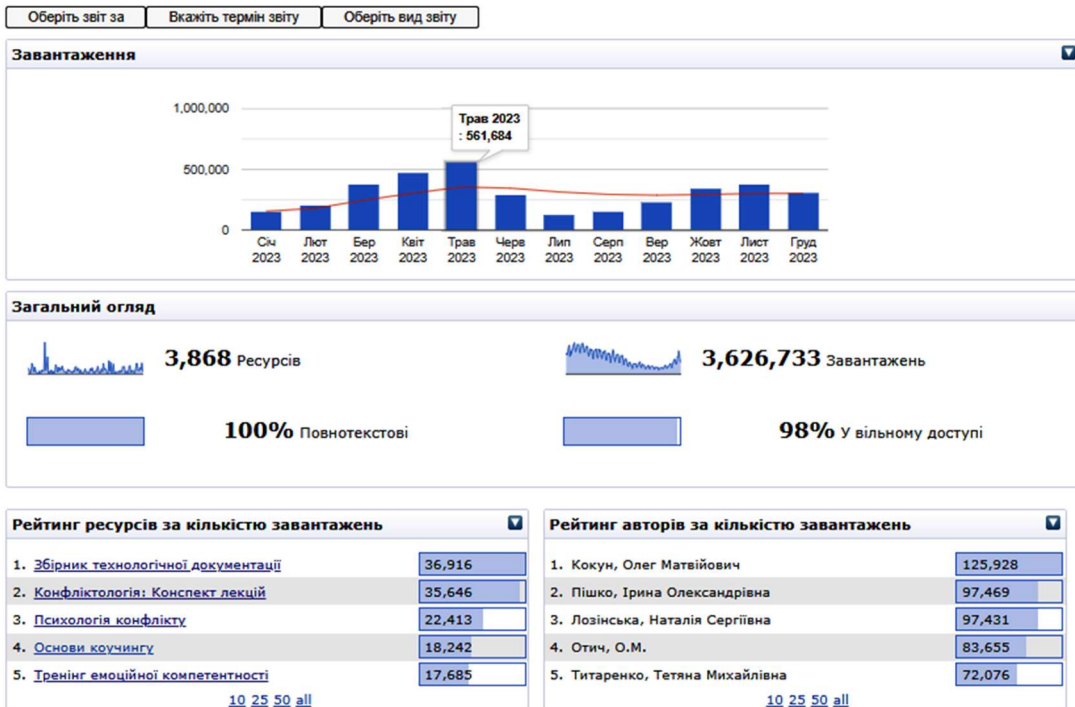 Оберіть звіт за Вкажіть термін звіту Оберіть вид звіту
Завантаження
1,000,000
Трав 2023
: 561,684
500,000
0
Січ Лют Бер Квіт Трав Черв Лип Серп Вер Жовт Лист Груд
2023 2023 2023 2023 2023 2023 2023 2023 2023 2023 2023 2023
Загальний огляд
3,868 Ресурсів 3,626,733 Завантажень
100% Повнотекстові 98% У вільному доступі
Рейтинг ресурсів за кількістю завантажень
1. Збірник технологічної документації 36,916
2. Конфліктологія: Конспект лекцій 35,646
3. Психологія конфлікту 22,413
4. Основи коучингу 18,242
5. Тренінг емоційної компетентності 17,685
10 25 50 all
Рейтинг авторів за кількістю завантажень
1. Кокун, Олег Матвійович 125,928
2. Пішко, Ірина Олександрівна 97,469
3. Лозінська, Наталія Сергіївна 97,431
4. Отич, О.М. 83,655
5. Титаренко, Тетяна Михайлівна 72,076
10 25 50 all